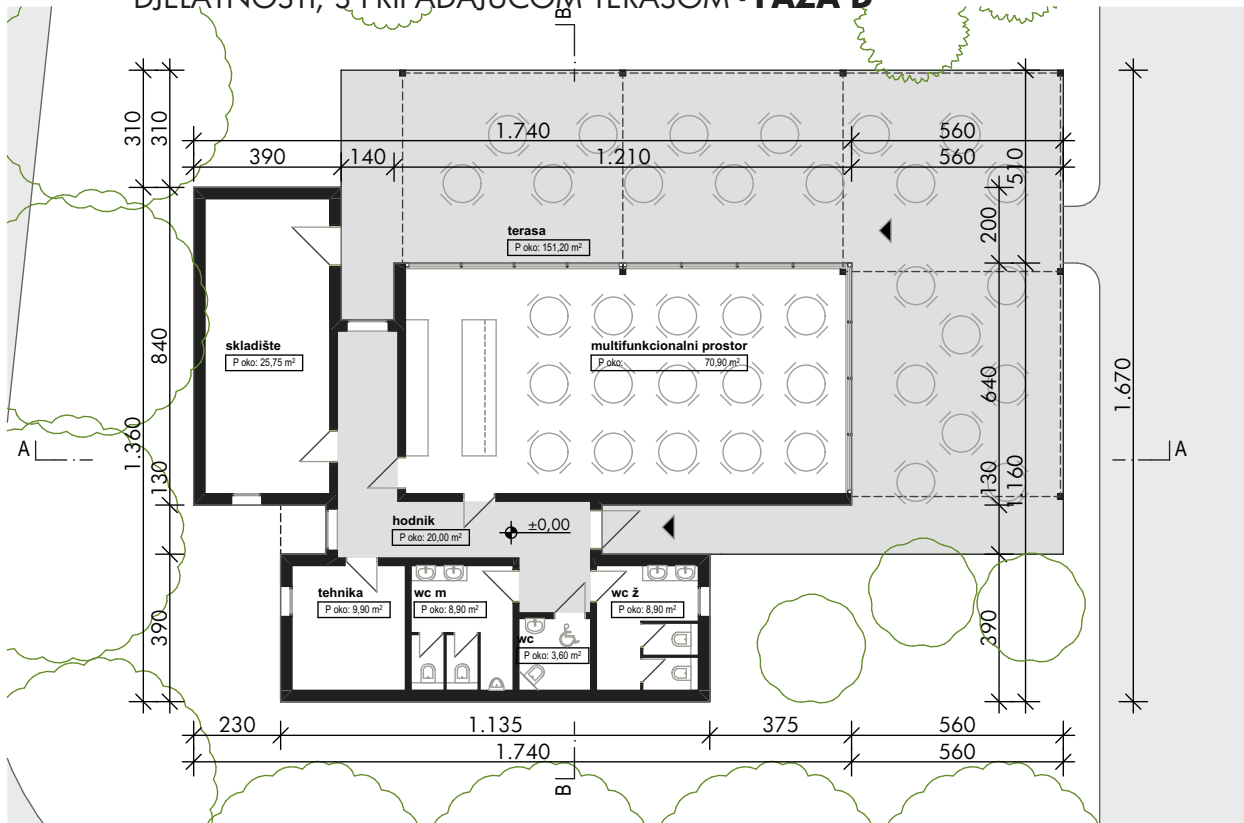 DJELATNOSTI, S PRIPADAJUĆOM TERASOM - FAZA B
B
310
310
1.740
560
390
140
1.210
560
510
200
terasa
P oko: 151,20 m²
skladište
P oko: 25,75 m²
multifunkcionalni prostor
P oko: 70,90 m²
840
640
1.670
1.360
A
A
130
130
1.160
hodnik
P oko: 20,00 m²
±0,00
tehnika
P oko: 9,90 m²
wc m
P oko: 8,90 m²
wc ž
P oko: 8,90 m²
wc
P oko: 3,60 m²
390
390
230
1.135
375
560
1.740
560
B